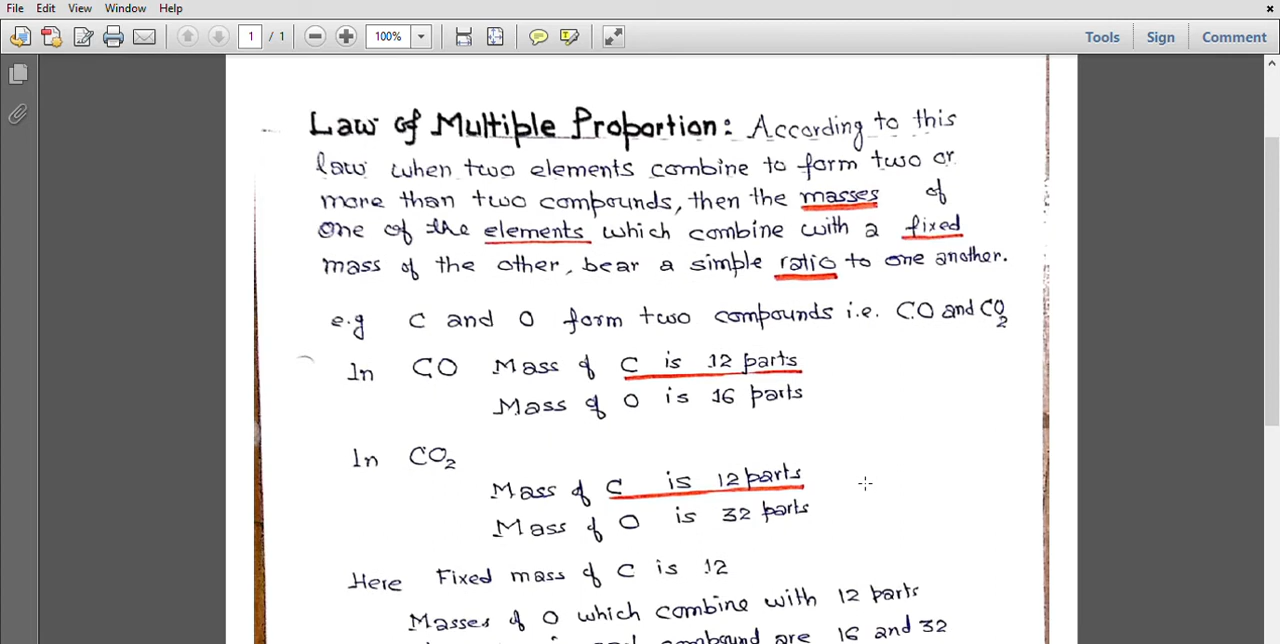 File Edit View Window Help
1 / 1 100% Tools Sign Comment
Law of Multiple Proportion: According to this
law when two elements combine to form two or
more than two compounds, then the masses of
one of the elements which combine with a fixed
mass of the other, bear a simple ratio to one another.
e.g C and O form two compounds i.e. CO and CO₂
In CO Mass of C is 12 parts
Mass of O is 16 parts
In CO₂
Mass of C is 12 parts
Mass of O is 32 parts
Here Fixed mass of C is 12
Masses of O which combine with 12 parts
compound are 16 and 32